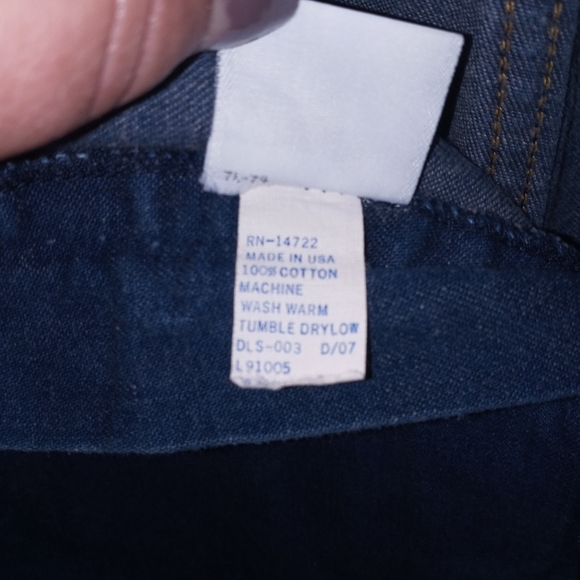 RN-14722
MADE IN USA
100% COTTON
MACHINE
WASH WARM
TUMBLE DRYLOW
DLS-003 D/07
L91005